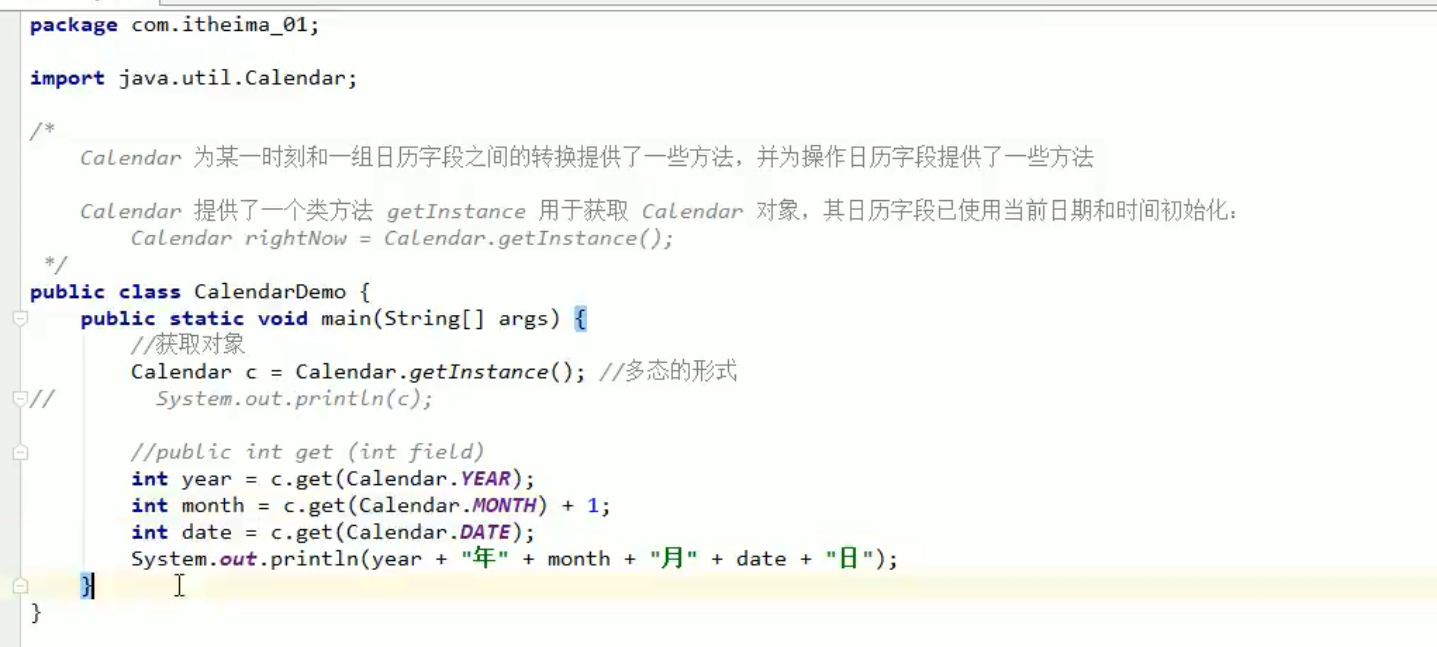 package com.itheima_01;
import java.util.Calendar;
/*
Calendar 为某一时刻和一组日历字段之间的转换提供了一些方法，并为操作日历字段提供了一些方法
Calendar 提供了一个类方法 getInstance 用于获取 Calendar 对象，其日历字段已使用当前日期和时间初始化：
Calendar rightNow = Calendar.getInstance();
*/
public class CalendarDemo {
public static void main(String[] args) {
//获取对象
Calendar c = Calendar.getInstance(); //多态的形式
// System.out.println(c);
//public int get (int field)
int year = c.get(Calendar.YEAR);
int month = c.get(Calendar.MONTH) + 1;
int date = c.get(Calendar.DATE);
System.out.println(year + "年" + month + "月" + date + "日");
}
}